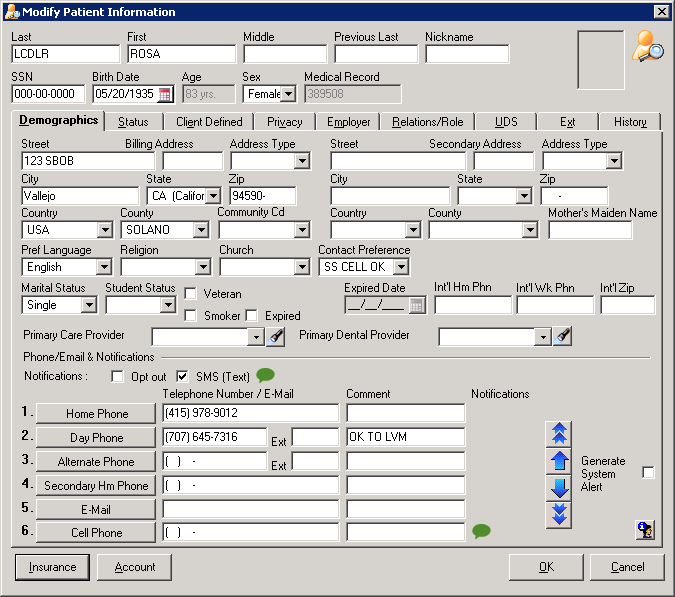 Modify Patient Information
Last First Middle Previous Last Nickname
LCDLR ROSA
SSN Birth Date Age Sex Medical Record
000-00-0000 05/20/1935 83 yrs. Female 389508
Demographics Status Client Defined Privacy Employer Relations/Role UDS Ext History
Street Billing Address Address Type Street Secondary Address Address Type
123 SBOB
City State Zip City State Zip
Vallejo CA (Califor 94590- -
Country County Community Cd Country County Mother's Maiden Name
USA SOLANO
Pref Language Religion Church Contact Preference
English SS CELL OK
Marital Status Student Status Veteran Expired Date Int'l Hm Phn Int'l Wk Phn Int'l Zip
Single __/__/____
Smoker Expired
Primary Care Provider Primary Dental Provider
Phone/Email & Notifications
Notifications : Opt out SMS (Text)
Telephone Number / E-Mail Comment Notifications
1. Home Phone (415) 978-9012
2. Day Phone (707) 645-7316 Ext OK TO LVM
3. Alternate Phone ( ) - Ext
4. Secondary Hm Phone ( ) -
5. E-Mail
6. Cell Phone ( ) -
Generate
System
Alert
Insurance Account OK Cancel